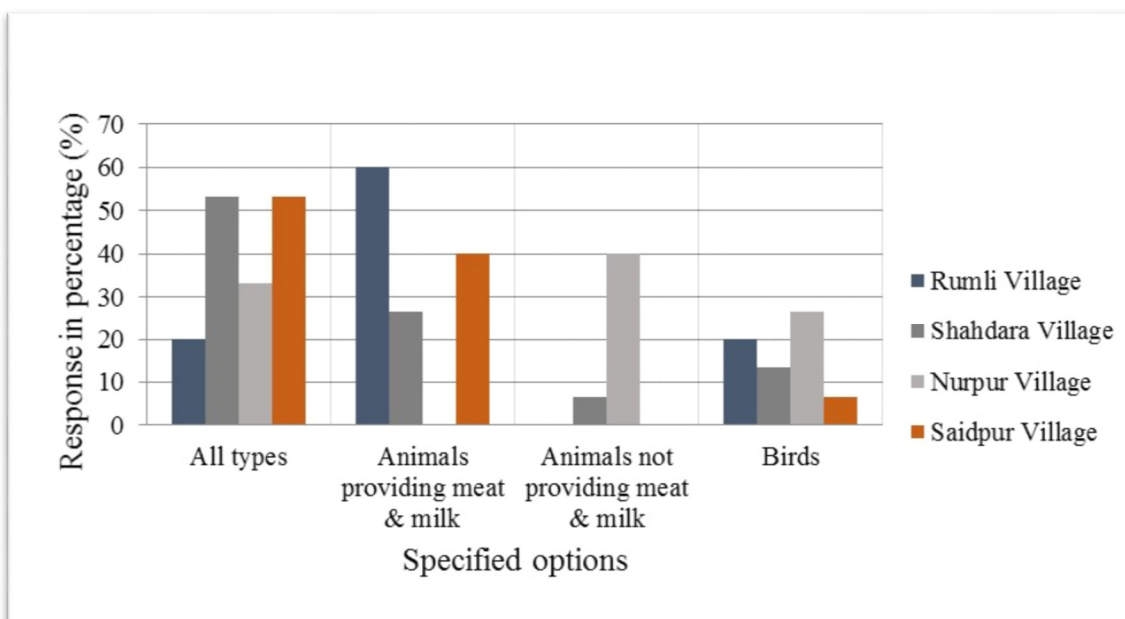 Response in percentage (%)
70
60
50
40
30
20
10
0
All types
Animals
providing meat
& milk
Animals not
providing meat
& milk
Birds
Specified options
Rumli Village
Shahdara Village
Nurpur Village
Saidpur Village